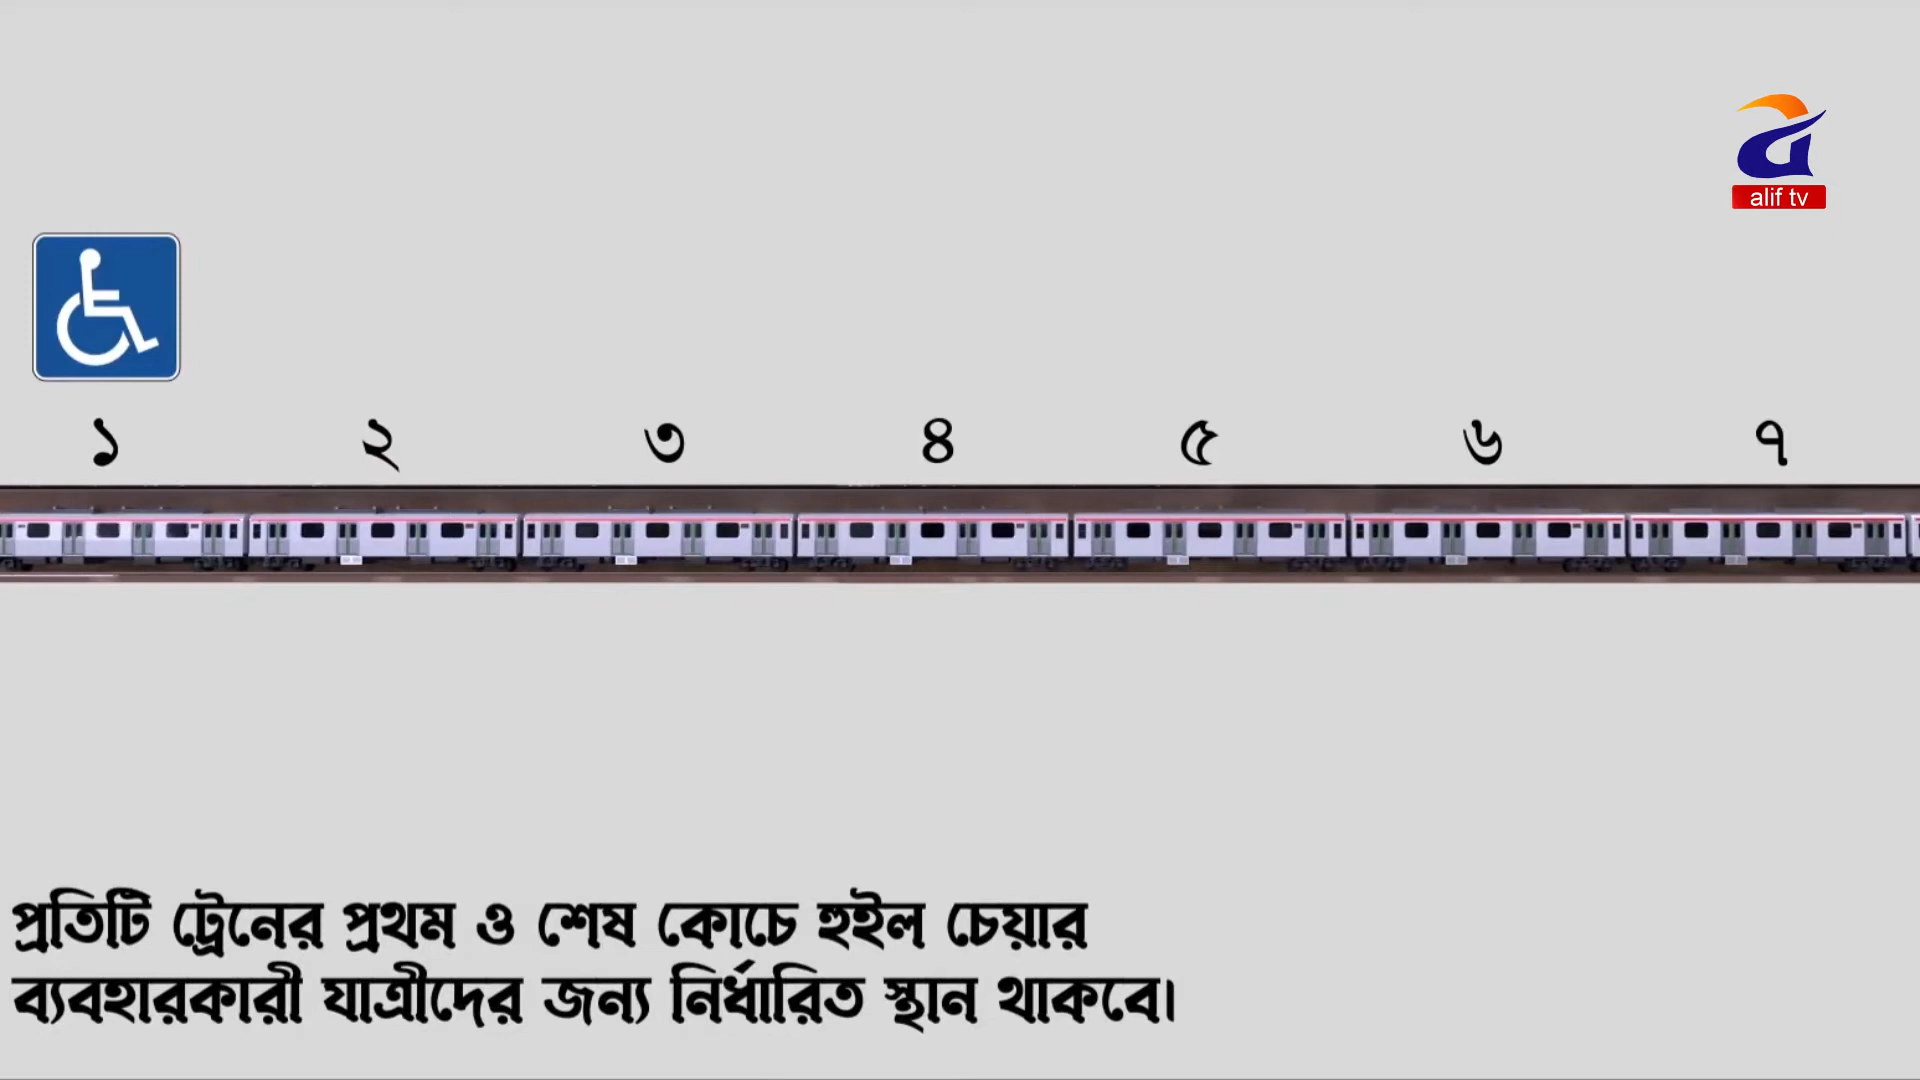 alif tv
১ ২ ৩ ৪ ৫ ৬ ৭
প্রতিটি ট্রেনের প্রথম ও শেষ কোচে হুইল চেয়ার
ব্যবহারকারী যাত্রীদের জন্য নির্ধারিত স্থান থাকবে।